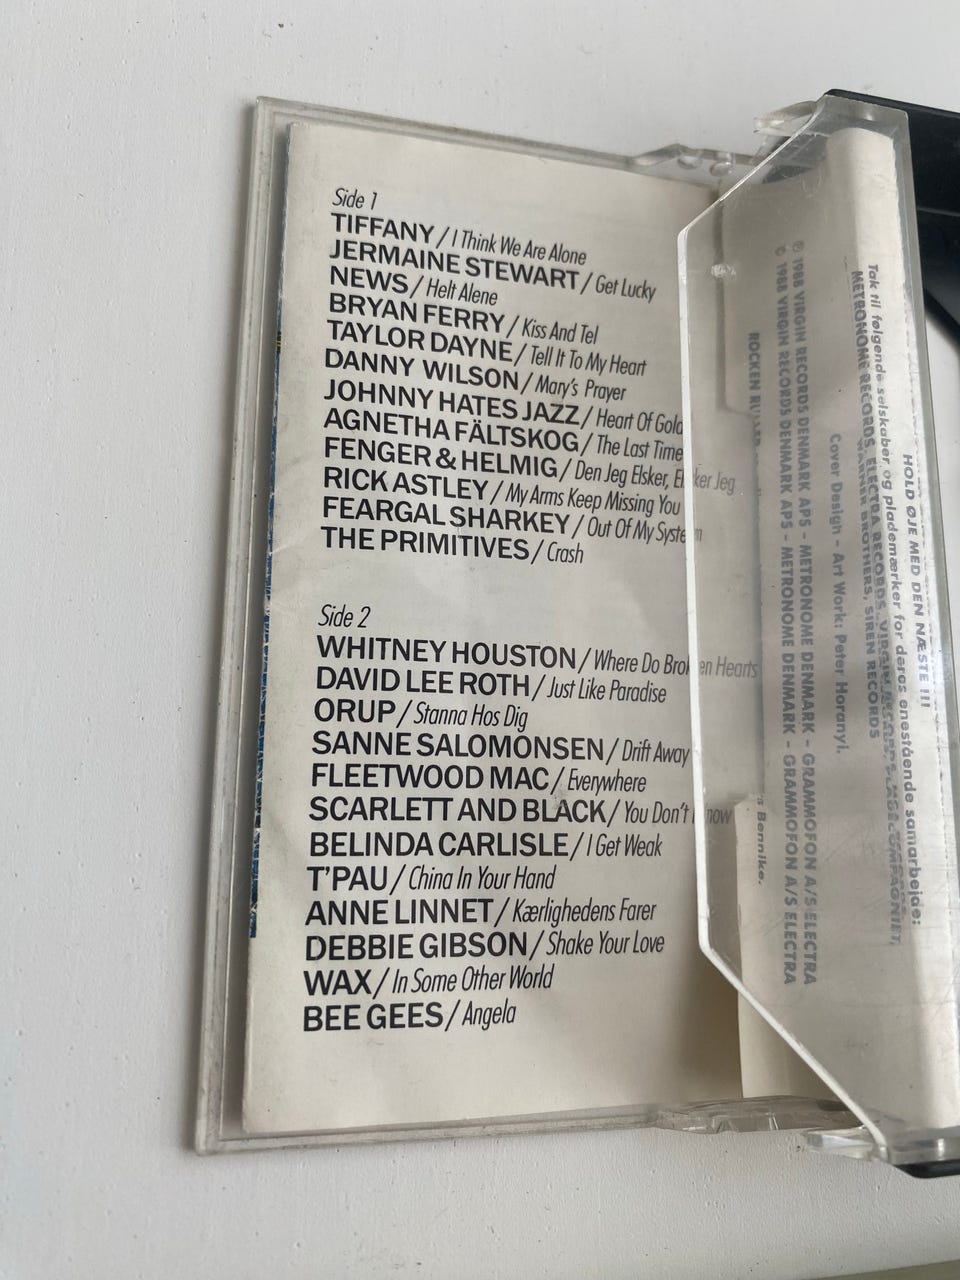 Side 1
TIFFANY / I Think We Are Alone
JERMAINE STEWART / Get Lucky
NEWS / Helt Alene
BRYAN FERRY / Kiss And Tel
TAYLOR DAYNE / Tell It To My Heart
DANNY WILSON / Mary's Prayer
JOHNNY HATES JAZZ / Heart Of Gold
AGNETHA FÄLTSKOG / The Last Time
FENGER & HELMIG / Den Jeg Elsker, Elsker Jeg
RICK ASTLEY / My Arms Keep Missing You
FEARGAL SHARKEY / Out Of My System
THE PRIMITIVES / Crash
Side 2
WHITNEY HOUSTON / Where Do Broken Hearts
DAVID LEE ROTH / Just Like Paradise
ORUP / Stanna Hos Dig
SANNE SALOMONSEN / Drift Away
FLEETWOOD MAC / Everywhere
SCARLETT AND BLACK / You Don't Know
BELINDA CARLISLE / I Get Weak
T'PAU / China In Your Hand
ANNE LINNET / Kærlighedens Farer
DEBBIE GIBSON / Shake Your Love
WAX / In Some Other World
BEE GEES / Angela
HOLD ØJE MED DEN NÆSTE !!!
Tak til følgende selskaber og plademærker for deres enestående samarbejde:
METRONOME RECORDS, ELECTRA RECORDS, VIRGIN
WARNER BROTHERS, SIREN RECORDS
Cover Design - Art Work: Peter Horanyi.
℗ 1988 VIRGIN RECORDS DENMARK APS - METRONOME DENMARK - GRAMMOFON A/S ELECTRA
© 1988 VIRGIN RECORDS DENMARK APS - METRONOME DENMARK - GRAMMOFON A/S ELECTRA
ROCKEN
Bennike.